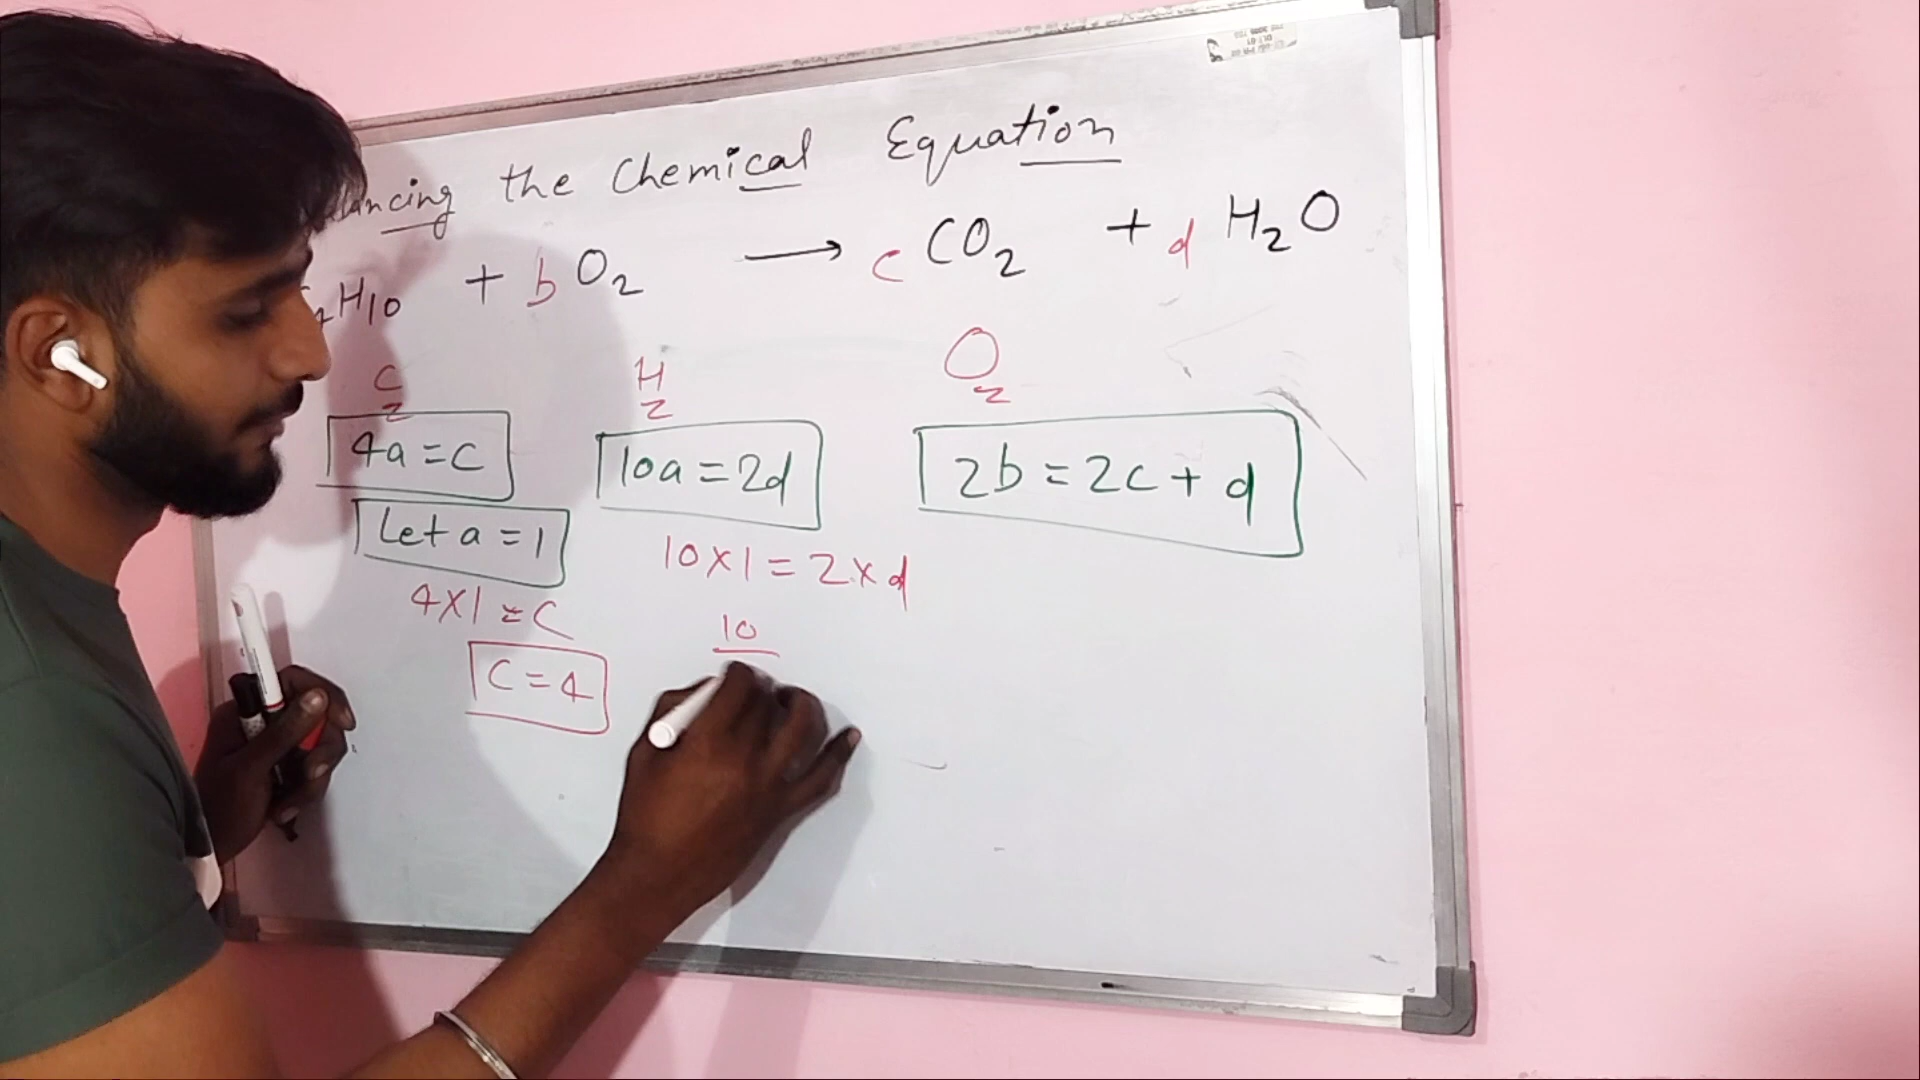 the Chemical Equation
H10 + b O2 → c CO2 + d H2O
C H O
4a = c 10a = 2d 2b = 2c + d
Let a = 1 10 x 1 = 2 x d
4 x 1 = C 10
C = 4